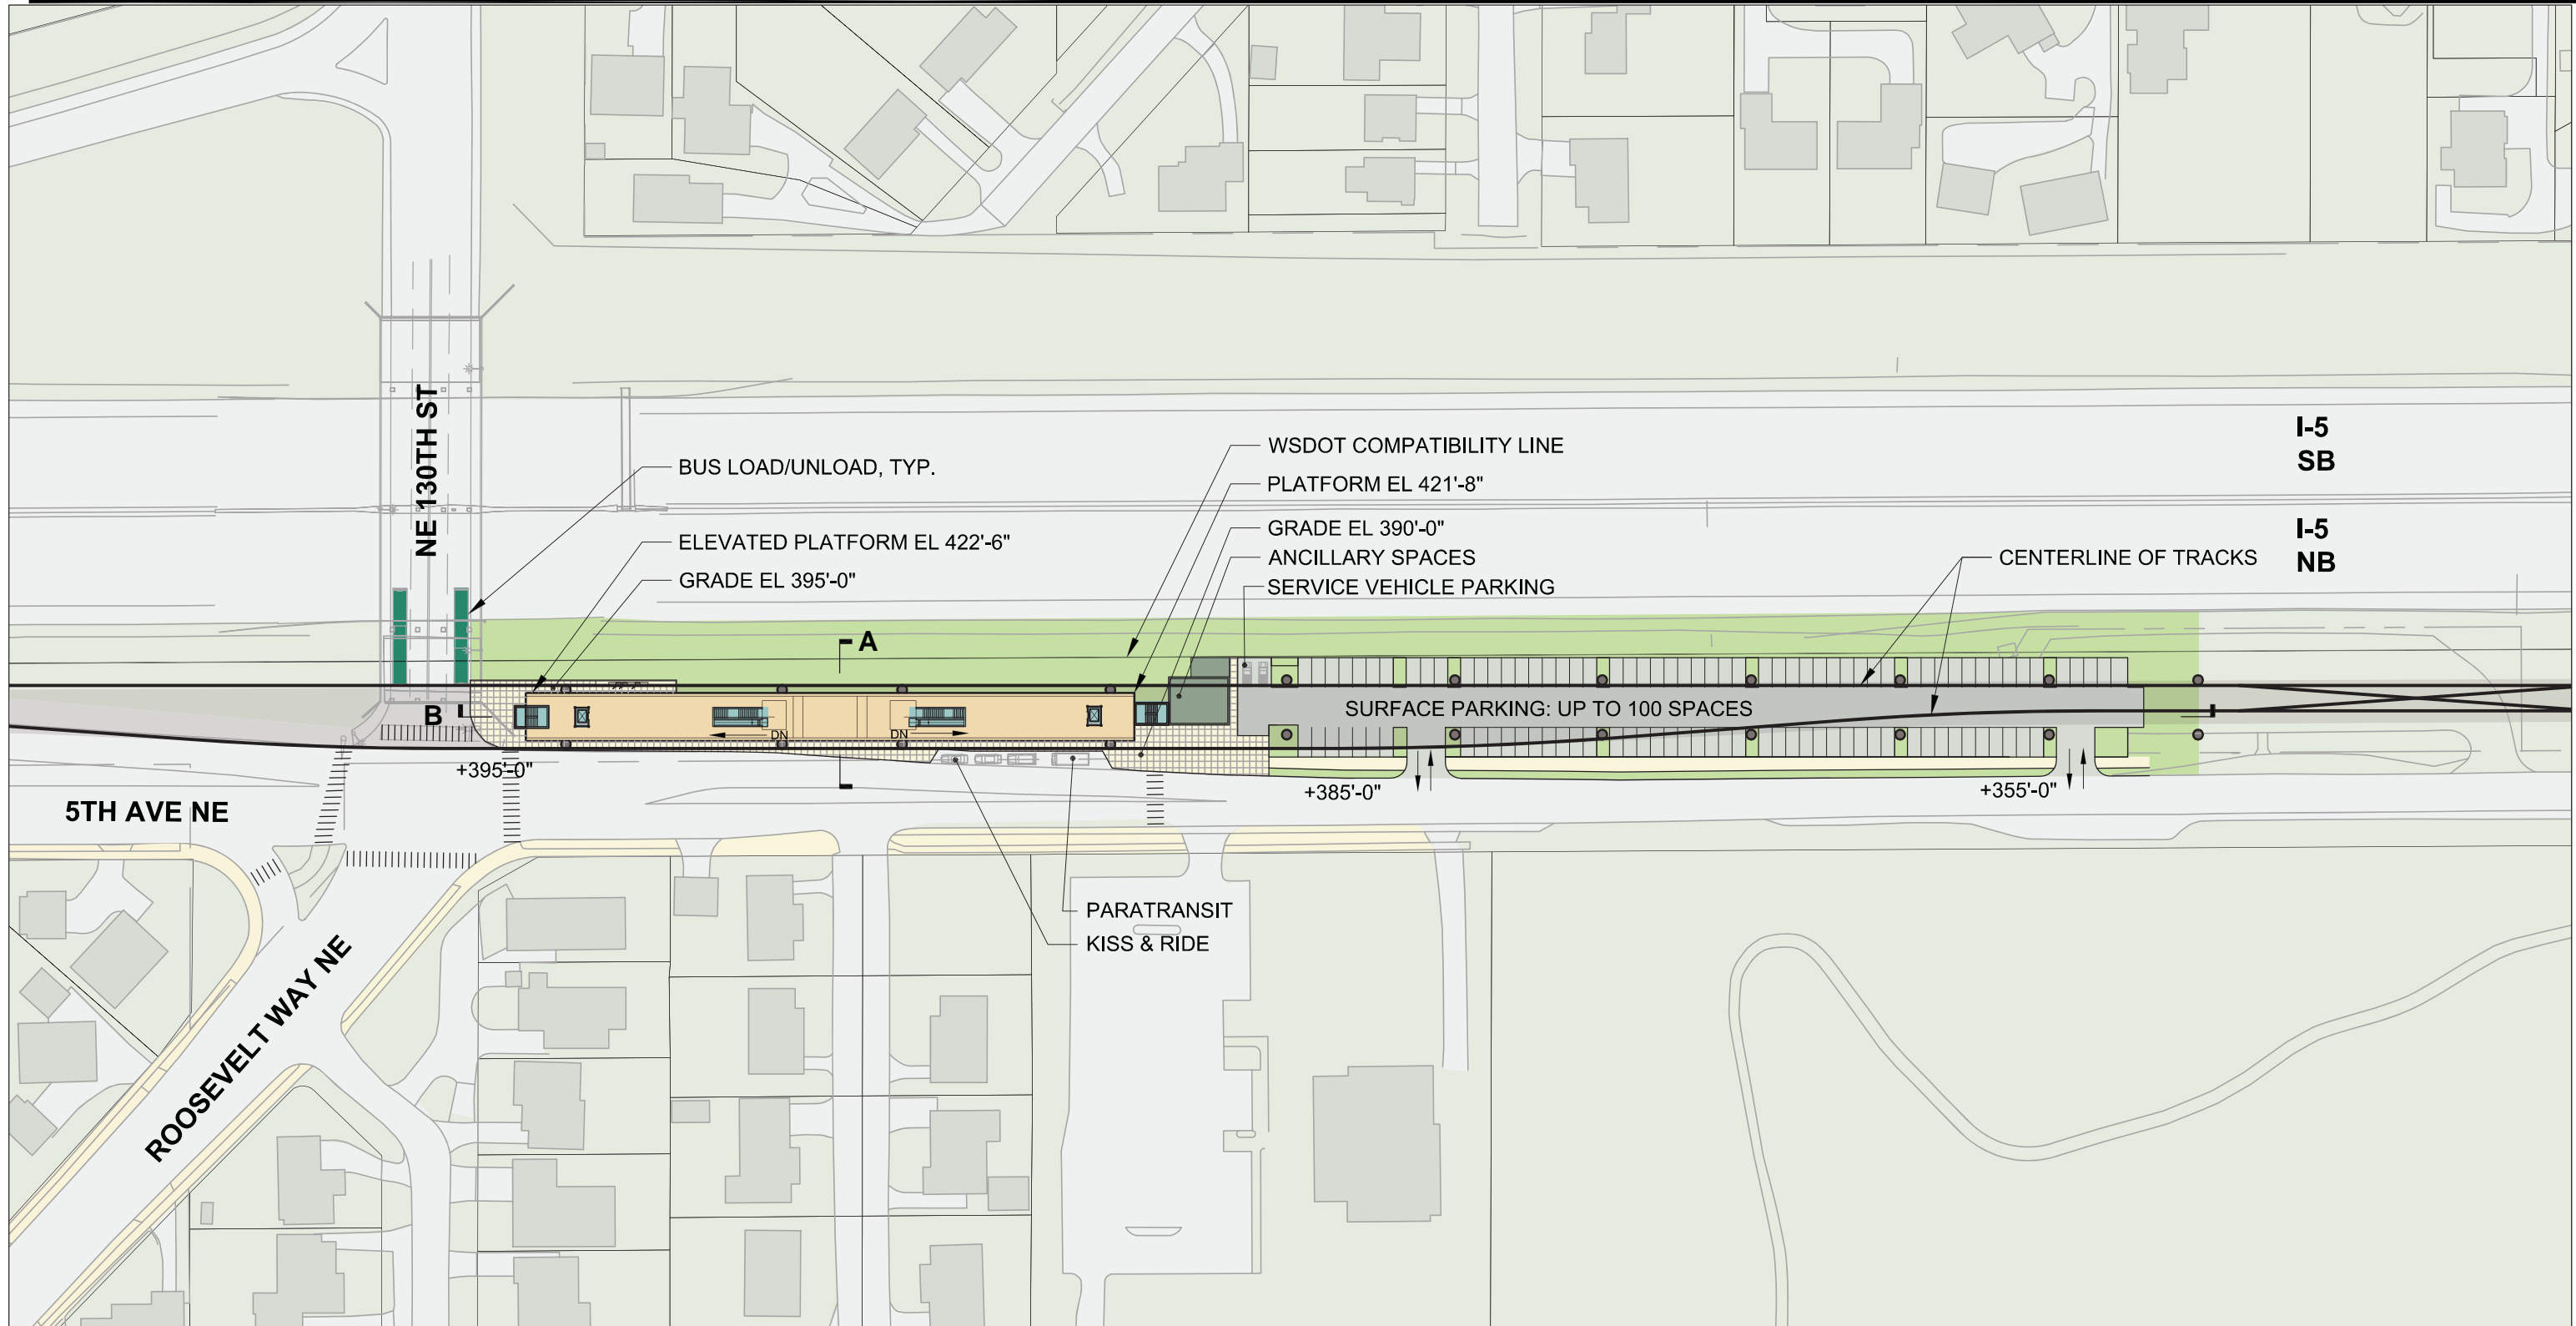 I-5
SB
NE 130TH ST
WSDOT COMPATIBILITY LINE
BUS LOAD/UNLOAD, TYP.
PLATFORM EL 421'-8"
I-5
NB
GRADE EL 390'-0"
ELEVATED PLATFORM EL 422'-6"
ANCILLARY SPACES
CENTERLINE OF TRACKS
GRADE EL 395'-0"
SERVICE VEHICLE PARKING
A
B
SURFACE PARKING: UP TO 100 SPACES
DN
DN
+395'-0"
+385'-0"
+355'-0"
5TH AVE NE
PARATRANSIT
KISS & RIDE
ROOSEVELT WAY NE